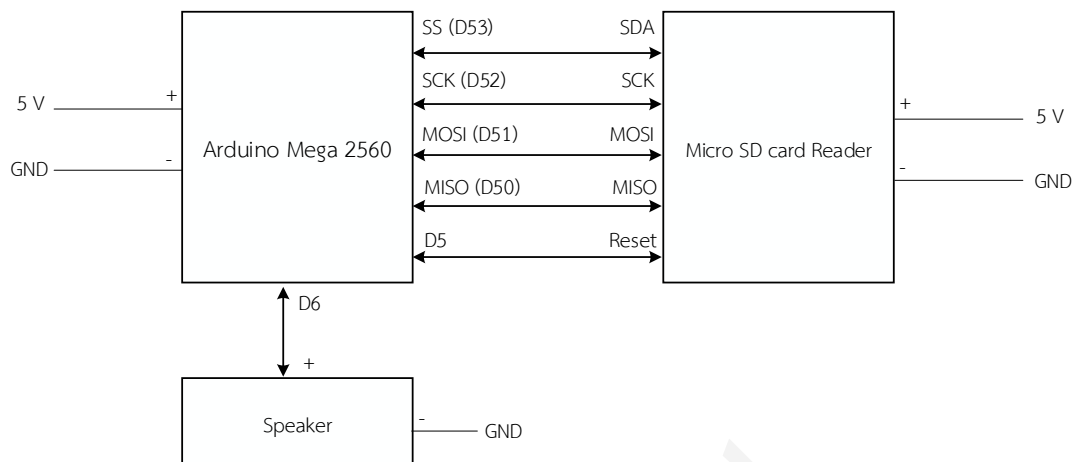 SS (D53) SDA
SCK (D52) SCK
5 V + + 5 V
MOSI (D51) MOSI
Arduino Mega 2560 Micro SD card Reader
GND - - GND
MISO (D50) MISO
D5 Reset
D6
+
Speaker - GND